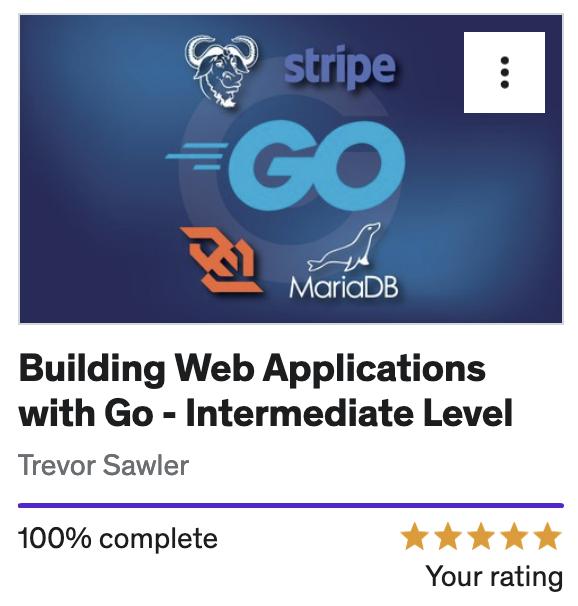 stripe
GO
MariaDB
Building Web Applications
with Go - Intermediate Level
Trevor Sawler
100% complete
Your rating